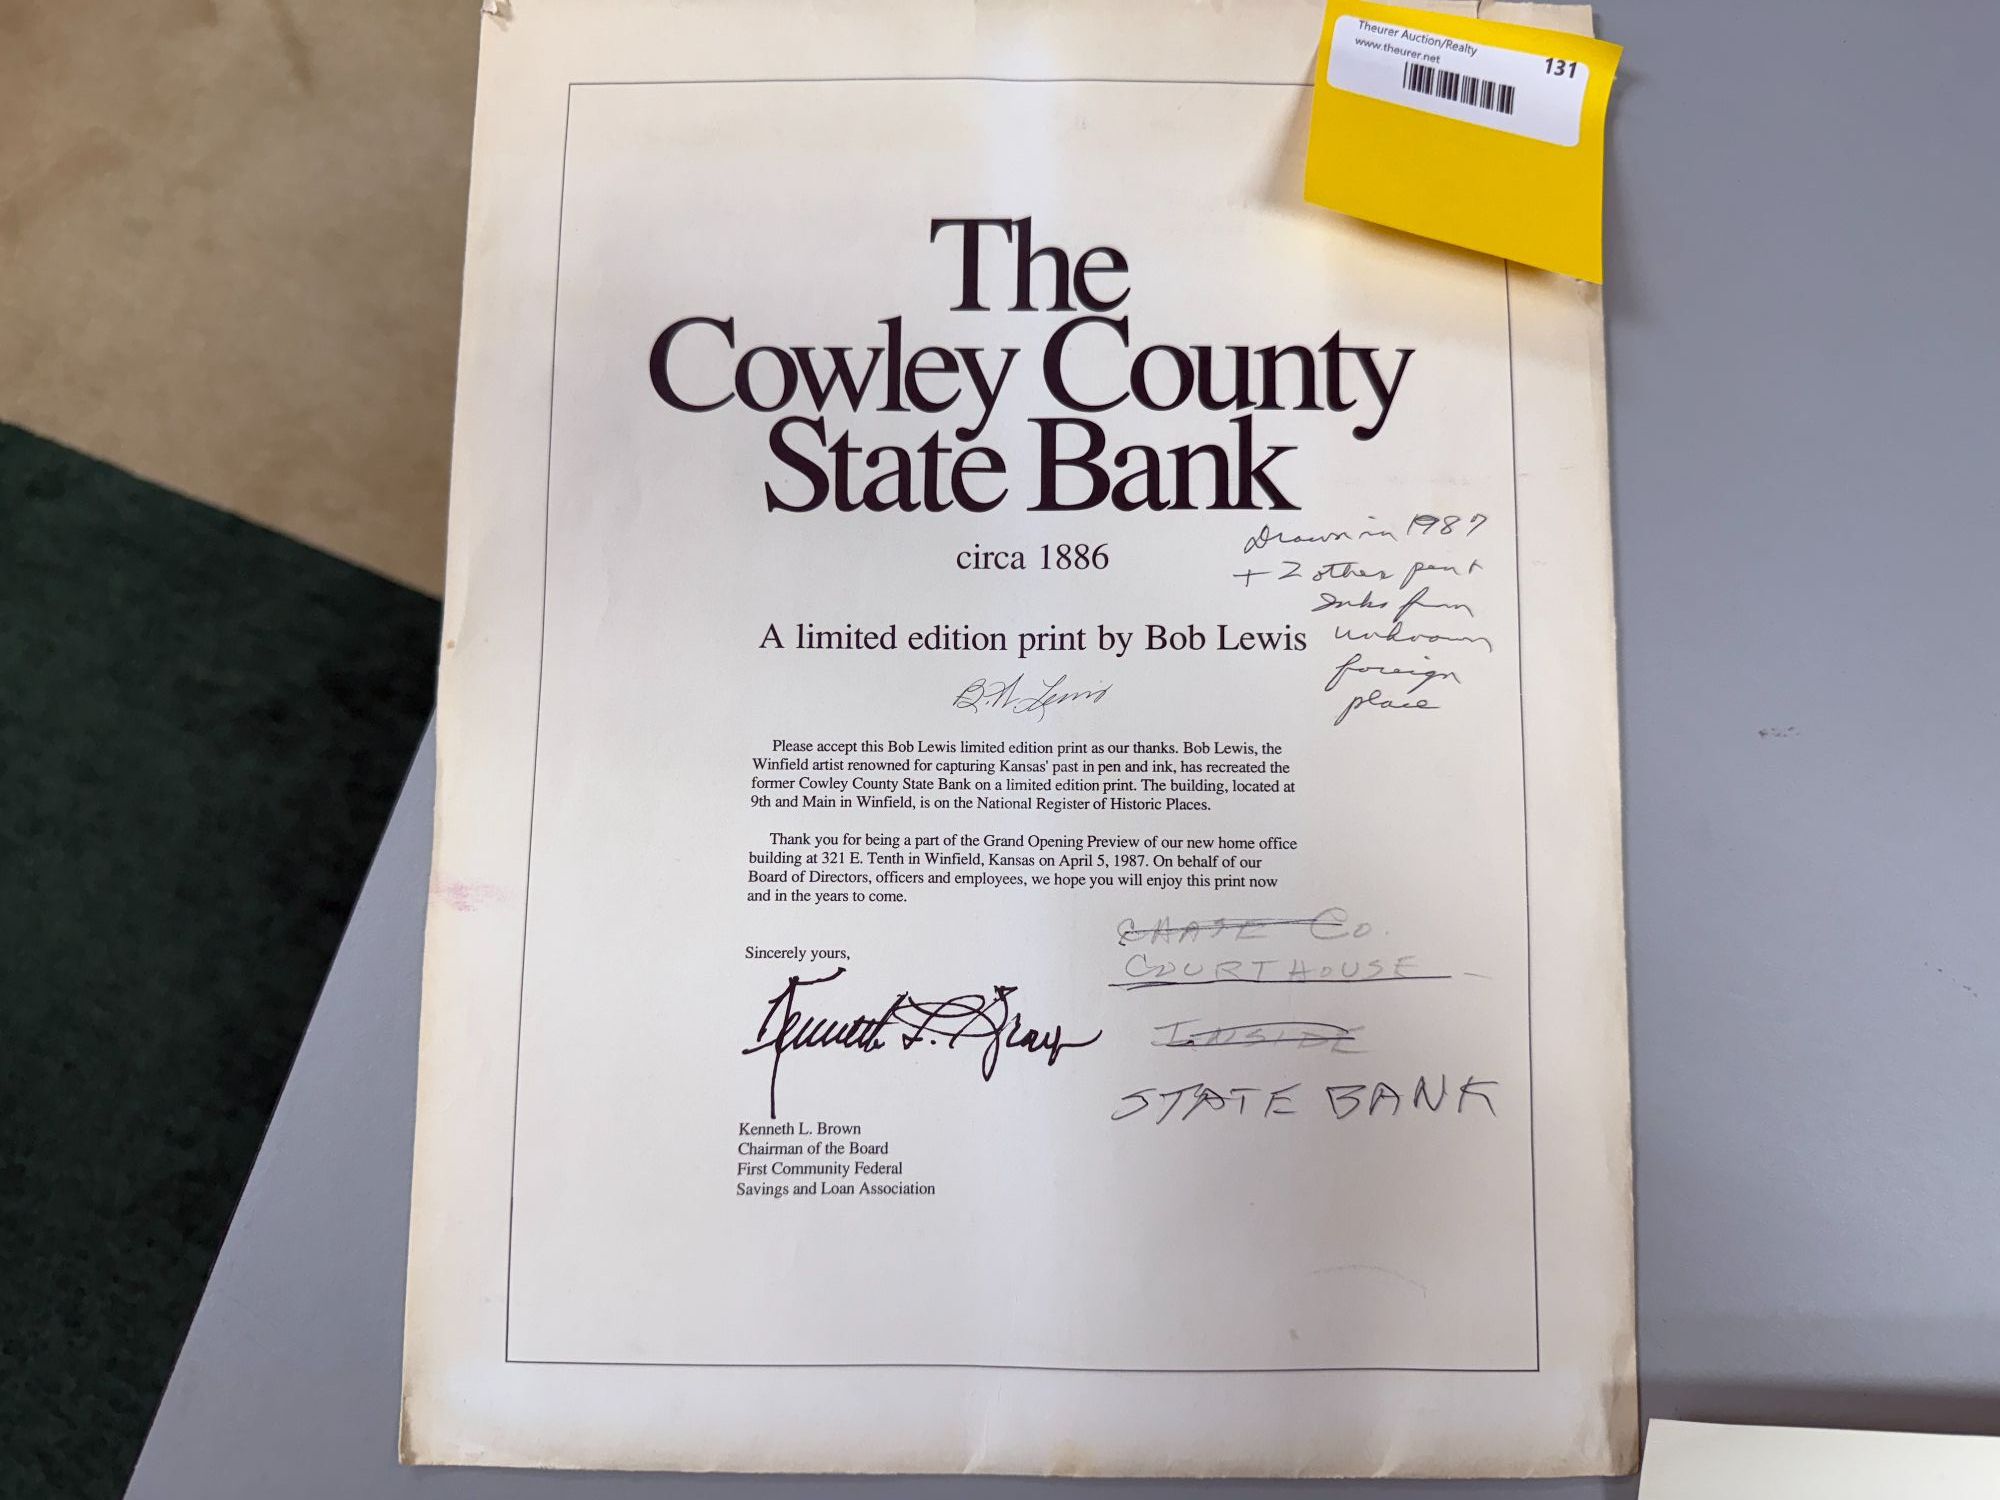 Theurer Auction/Realty
www.theurer.net
131
The
Cowley County
State Bank
circa 1886
Drawn in 1987
+ 2 other pen &
Inks from
unknown
foreign
place
A limited edition print by Bob Lewis
B.N. Lewis
Please accept this Bob Lewis limited edition print as our thanks. Bob Lewis, the
Winfield artist renowned for capturing Kansas' past in pen and ink, has recreated the
former Cowley County State Bank on a limited edition print. The building, located at
9th and Main in Winfield, is on the National Register of Historic Places.
Thank you for being a part of the Grand Opening Preview of our new home office
building at 321 E. Tenth in Winfield, Kansas on April 5, 1987. On behalf of our
Board of Directors, officers and employees, we hope you will enjoy this print now
and in the years to come.
CHASE Co.
COURTHOUSE
INSIDE
STATE BANK
Sincerely yours,
Kenneth L. Brown
Kenneth L. Brown
Chairman of the Board
First Community Federal
Savings and Loan Association